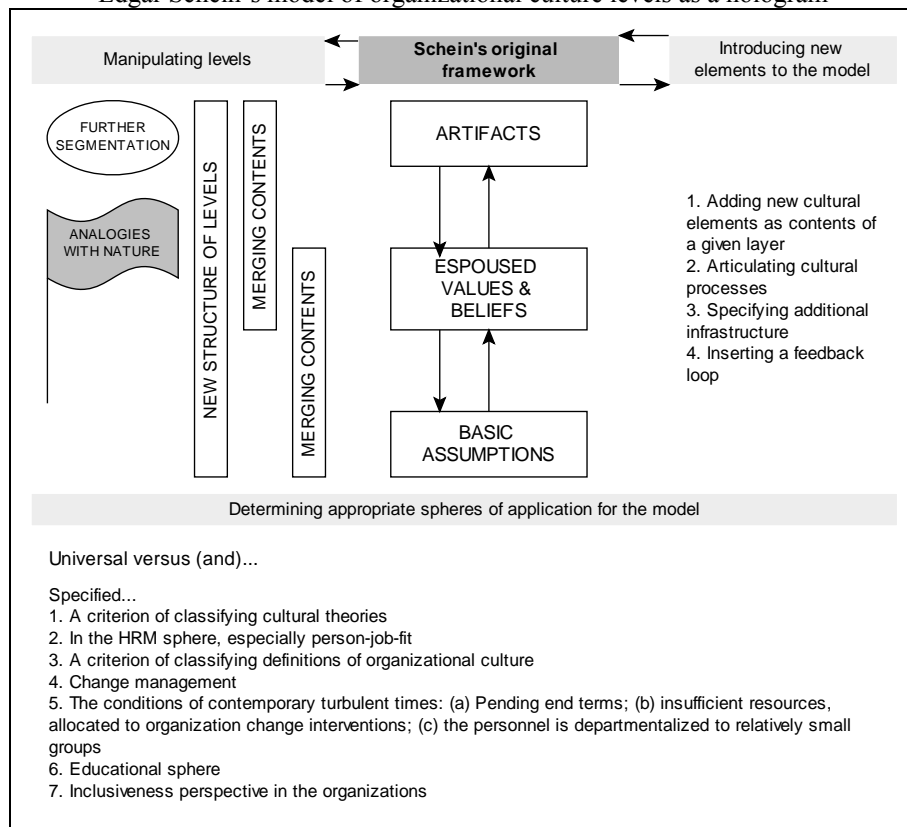 Edgar Schein's model of organizational culture levels as a hologram
Manipulating levels
Schein's original
framework
Introducing new
elements to the model
FURTHER
SEGMENTATION
ANALOGIES
WITH NATURE
NEW STRUCTURE OF LEVELS
MERGING CONTENTS
MERGING CONTENTS
ARTIFACTS
ESPOUSED
VALUES &
BELIEFS
BASIC
ASSUMPTIONS
1. Adding new cultural
elements as contents of
a given layer
2. Articulating cultural
processes
3. Specifying additional
infrastructure
4. Inserting a feedback
loop
Determining appropriate spheres of application for the model
Universal versus (and)...
Specified...
1. A criterion of classifying cultural theories
2. In the HRM sphere, especially person-job-fit
3. A criterion of classifying definitions of organizational culture
4. Change management
5. The conditions of contemporary turbulent times: (a) Pending end terms; (b) insufficient resources,
allocated to organization change interventions; (c) the personnel is departmentalized to relatively small
groups
6. Educational sphere
7. Inclusiveness perspective in the organizations